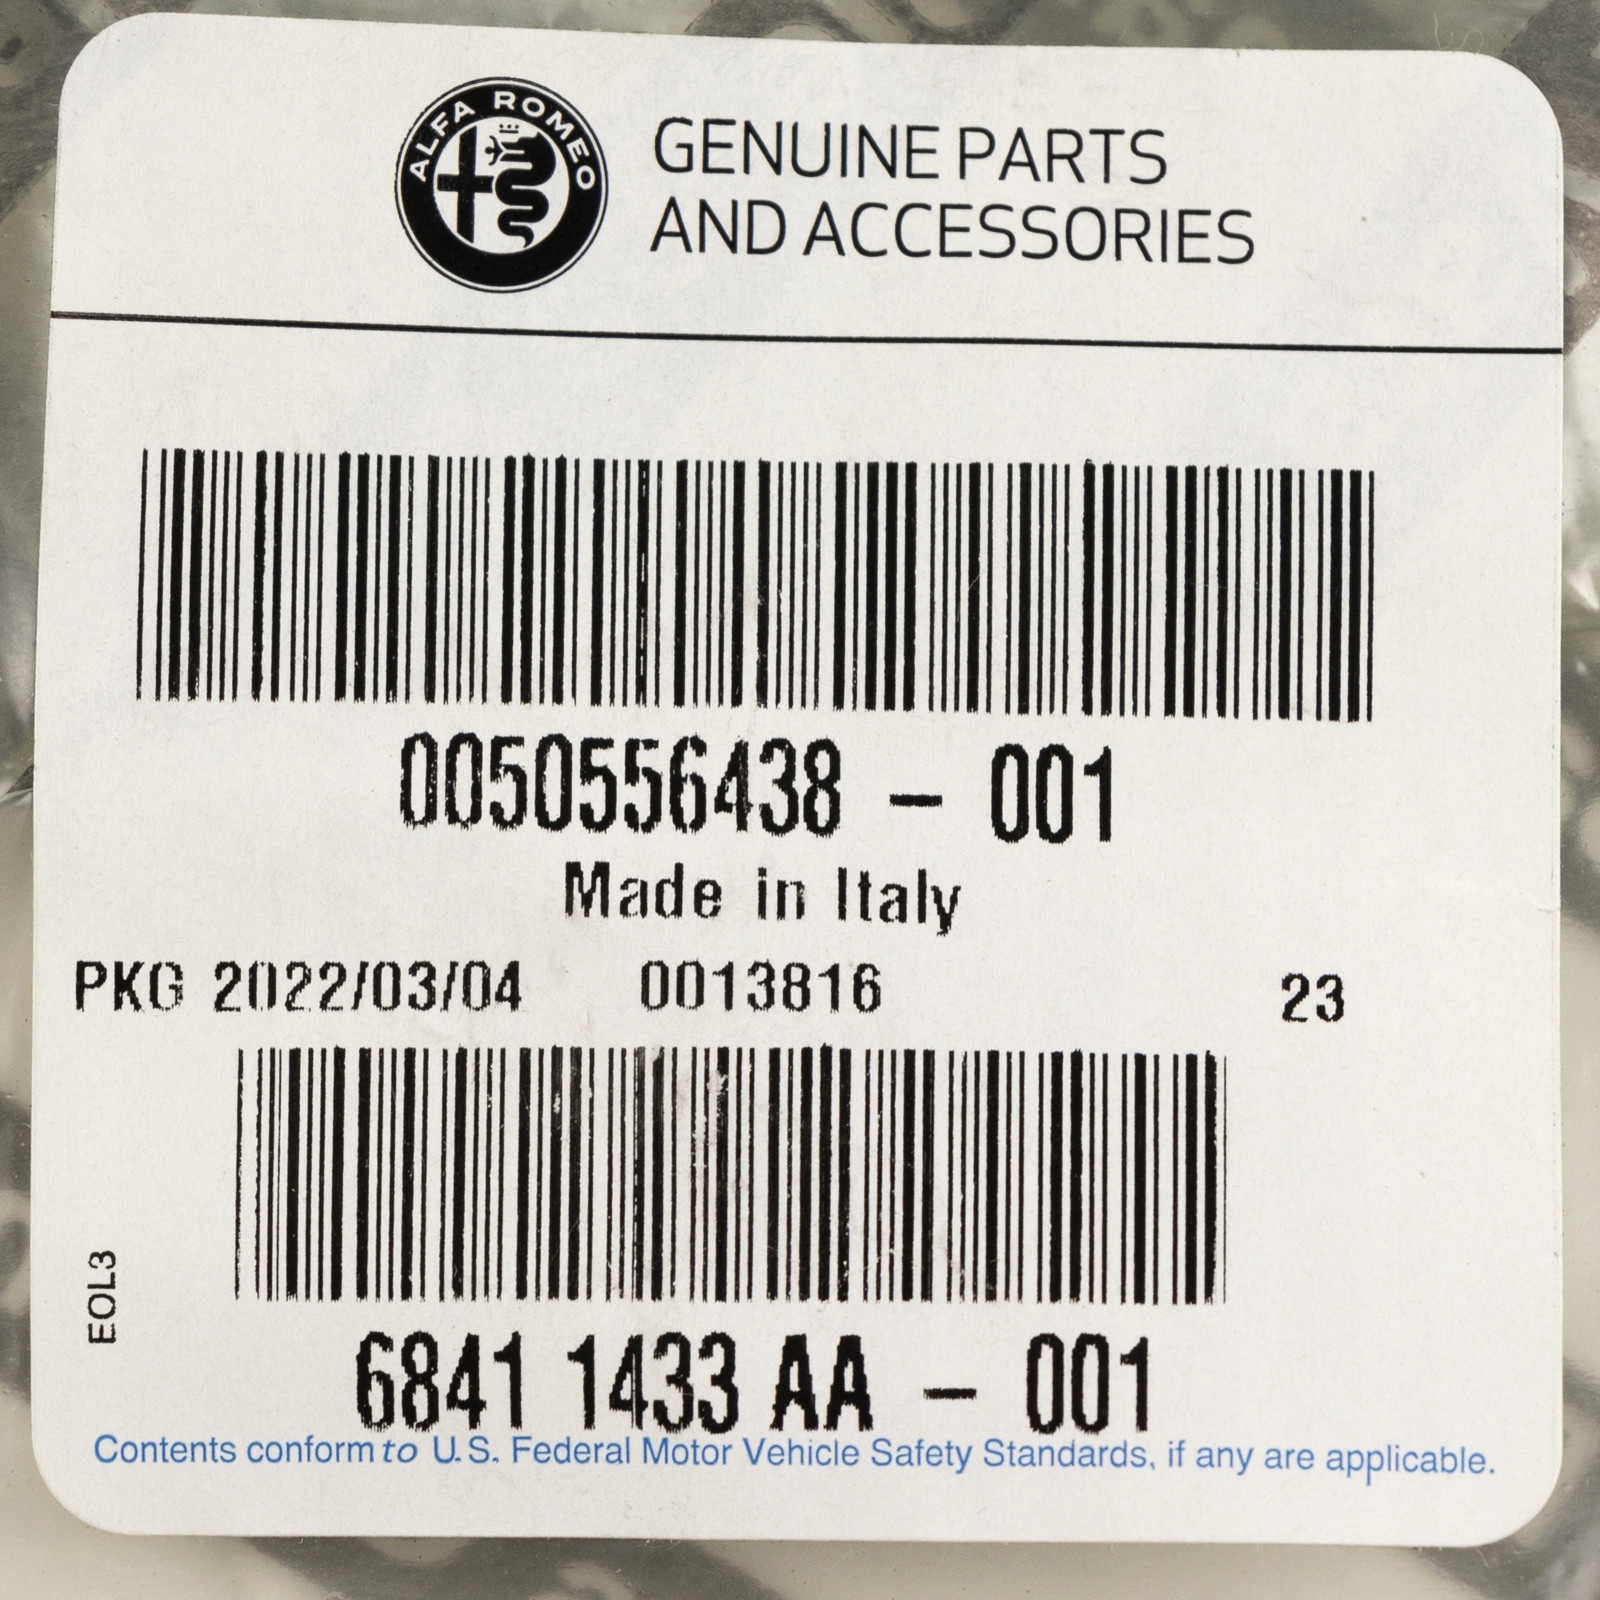 ALFA ROMEO
GENUINE PARTS
AND ACCESSORIES
0050556438 – 001
Made in Italy
PKG 2022/03/04 0013816 23
EOL3
6841 1433 AA – 001
Contents conform to U.S. Federal Motor Vehicle Safety Standards, if any are applicable.